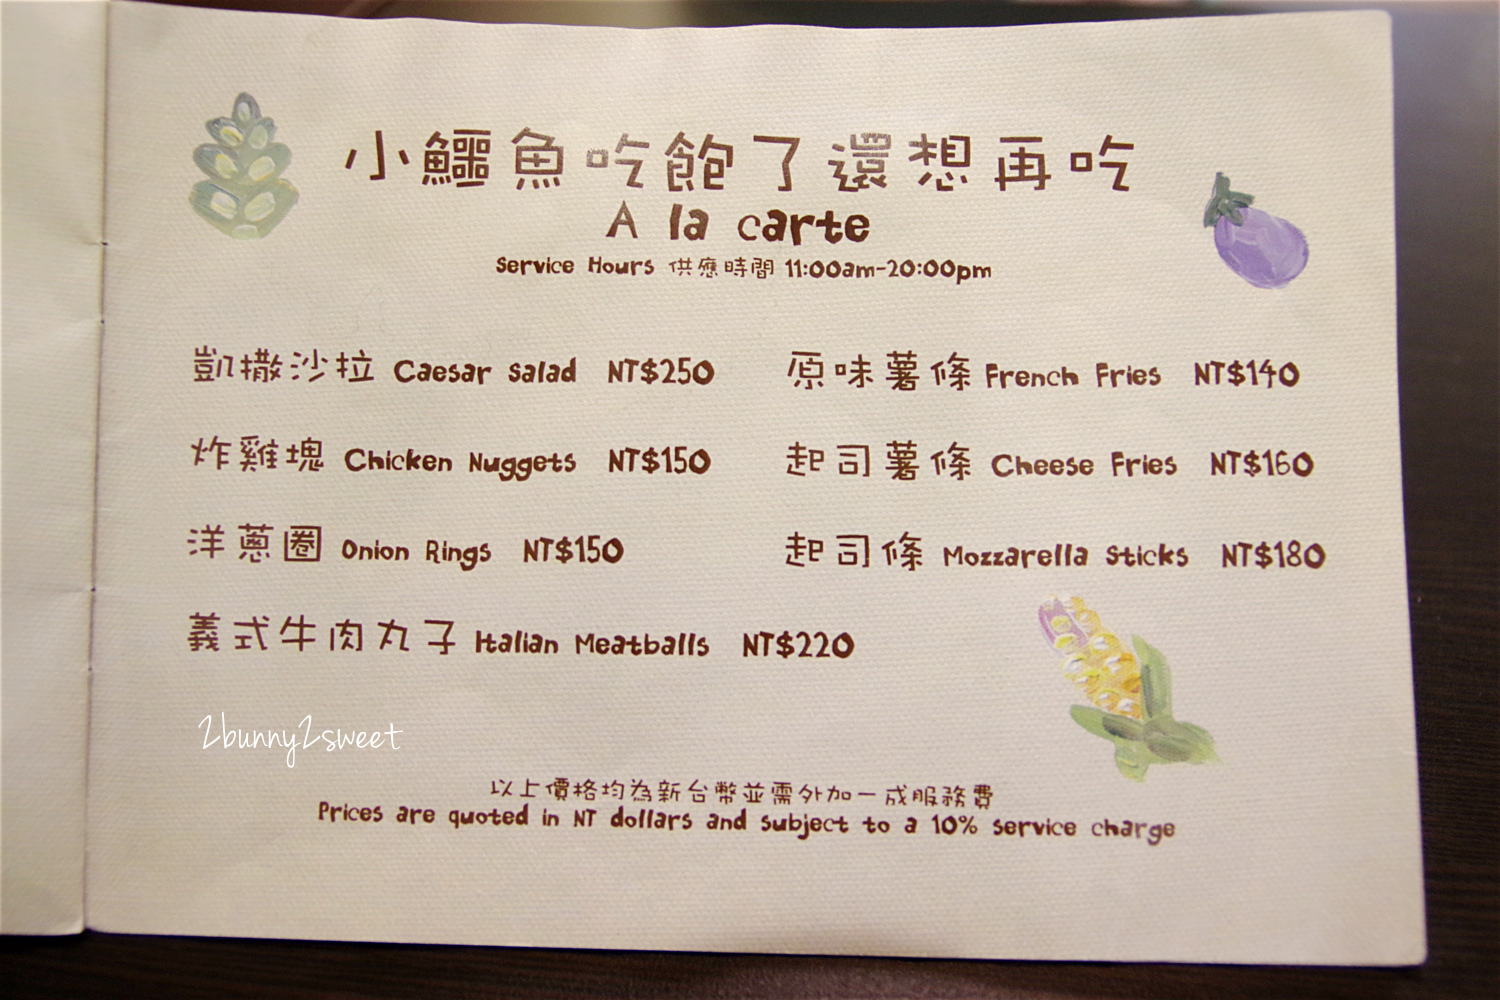 小鱷魚吃飽了還想再吃
A la carte
Service Hours 供應時間 11:00am-20:00pm
凱撒沙拉 Caesar Salad NT$250
原味薯條 French Fries NT$140
炸雞塊 Chicken Nuggets NT$150
起司薯條 Cheese Fries NT$160
洋蔥圈 Onion Rings NT$150
起司條 Mozzarella Sticks NT$180
義式牛肉丸子 Italian Meatballs NT$220
2bunny2sweet
以上價格均為新台幣並需外加一成服務費
Prices are quoted in NT dollars and subject to a 10% service charge